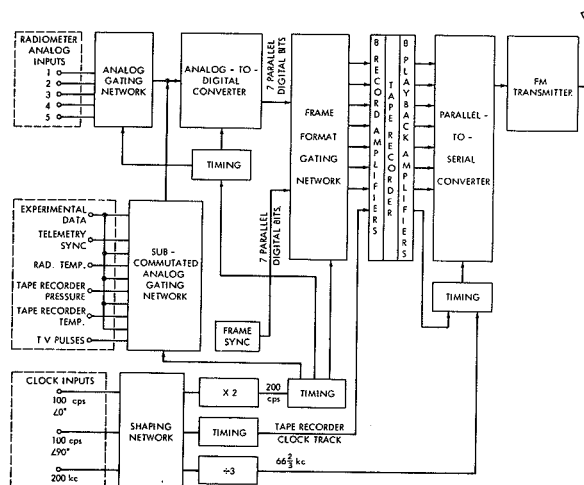 RADIOMETER
ANALOG
INPUTS
1
2
3
4
5
ANALOG
GATING
NETWORK
ANALOG - TO -
DIGITAL
CONVERTER
7 PARALLEL
DIGITAL BITS
FRAME
FORMAT
GATING
NETWORK
8 RECORD AMPLIFIERS
TAPE RECORDER
8 PLAYBACK AMPLIFIERS
PARALLEL -
TO -
SERIAL
CONVERTER
FM
TRANSMITTER
TIMING
EXPERIMENTAL
DATA
TELEMETRY
SYNC
RAD. TEMP.
TAPE RECORDER
PRESSURE
TAPE RECORDER
TEMP.
T V PULSES
SUB -
COMMUTATED
ANALOG
GATING
NETWORK
7 PARALLEL
DIGITAL BITS.
FRAME
SYNC
TIMING
CLOCK INPUTS
100 cps
∠0°
100 cps
∠90°
200 kc
SHAPING
NETWORK
X 2
200
cps
TIMING
TIMING
TAPE RECORDER
CLOCK TRACK
÷3
66⅔ kc